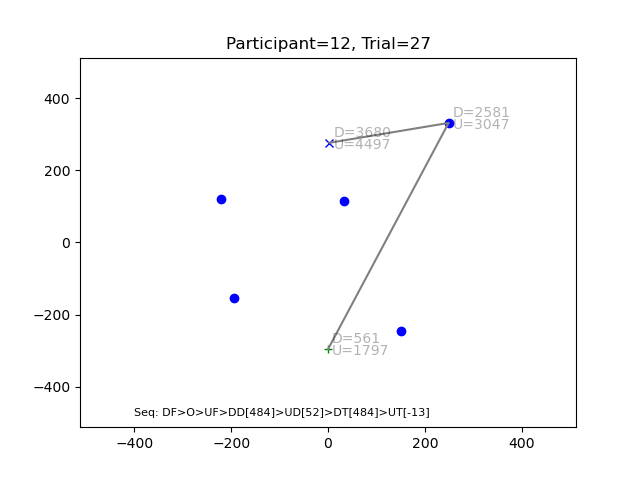 Participant=12, Trial=27
D=2581
U=3047
D=3680
U=4497
D=561
U=1797
Seq: DF>O>UF>DD[484]>UD[52]>DT[484]>UT[-13]
400
200
0
−200
−400
−400
−200
0
200
400